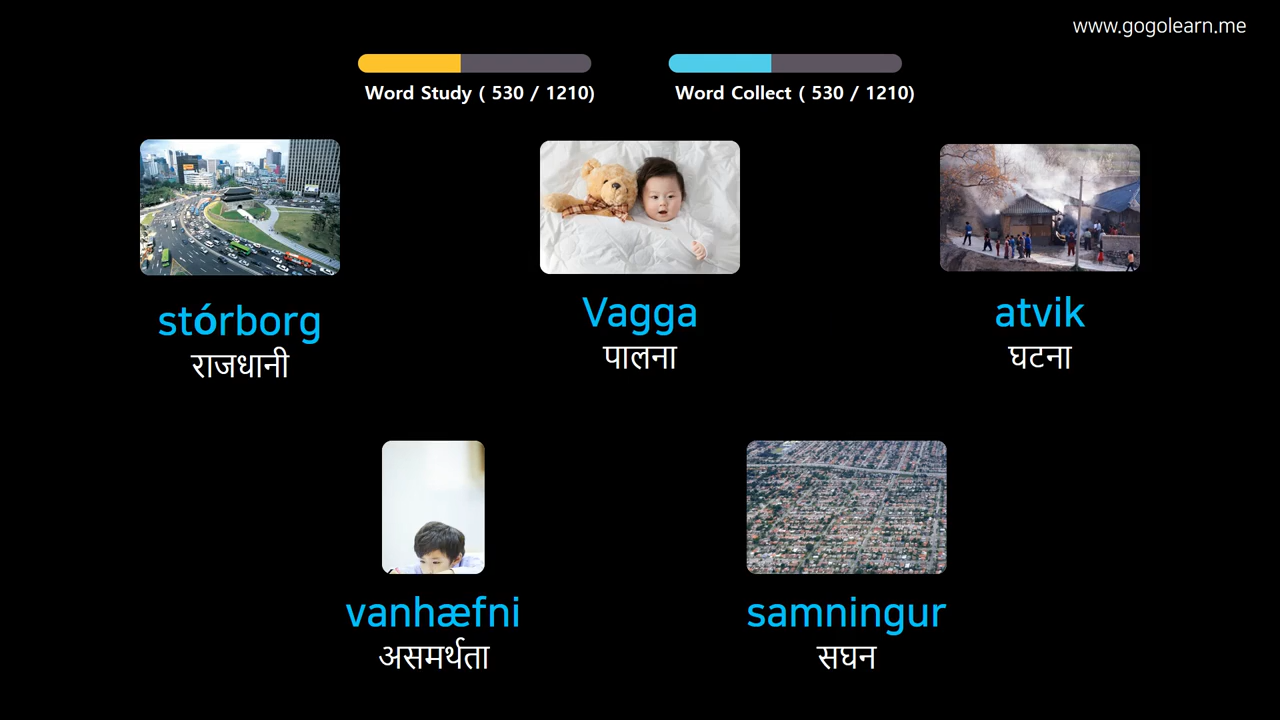 www.gogolearn.me
Word Study ( 530 / 1210)
Word Collect ( 530 / 1210)
stórborg
राजधानी
Vagga
पालना
atvik
घटना
vanhæfni
असमर्थता
samningur
सघन